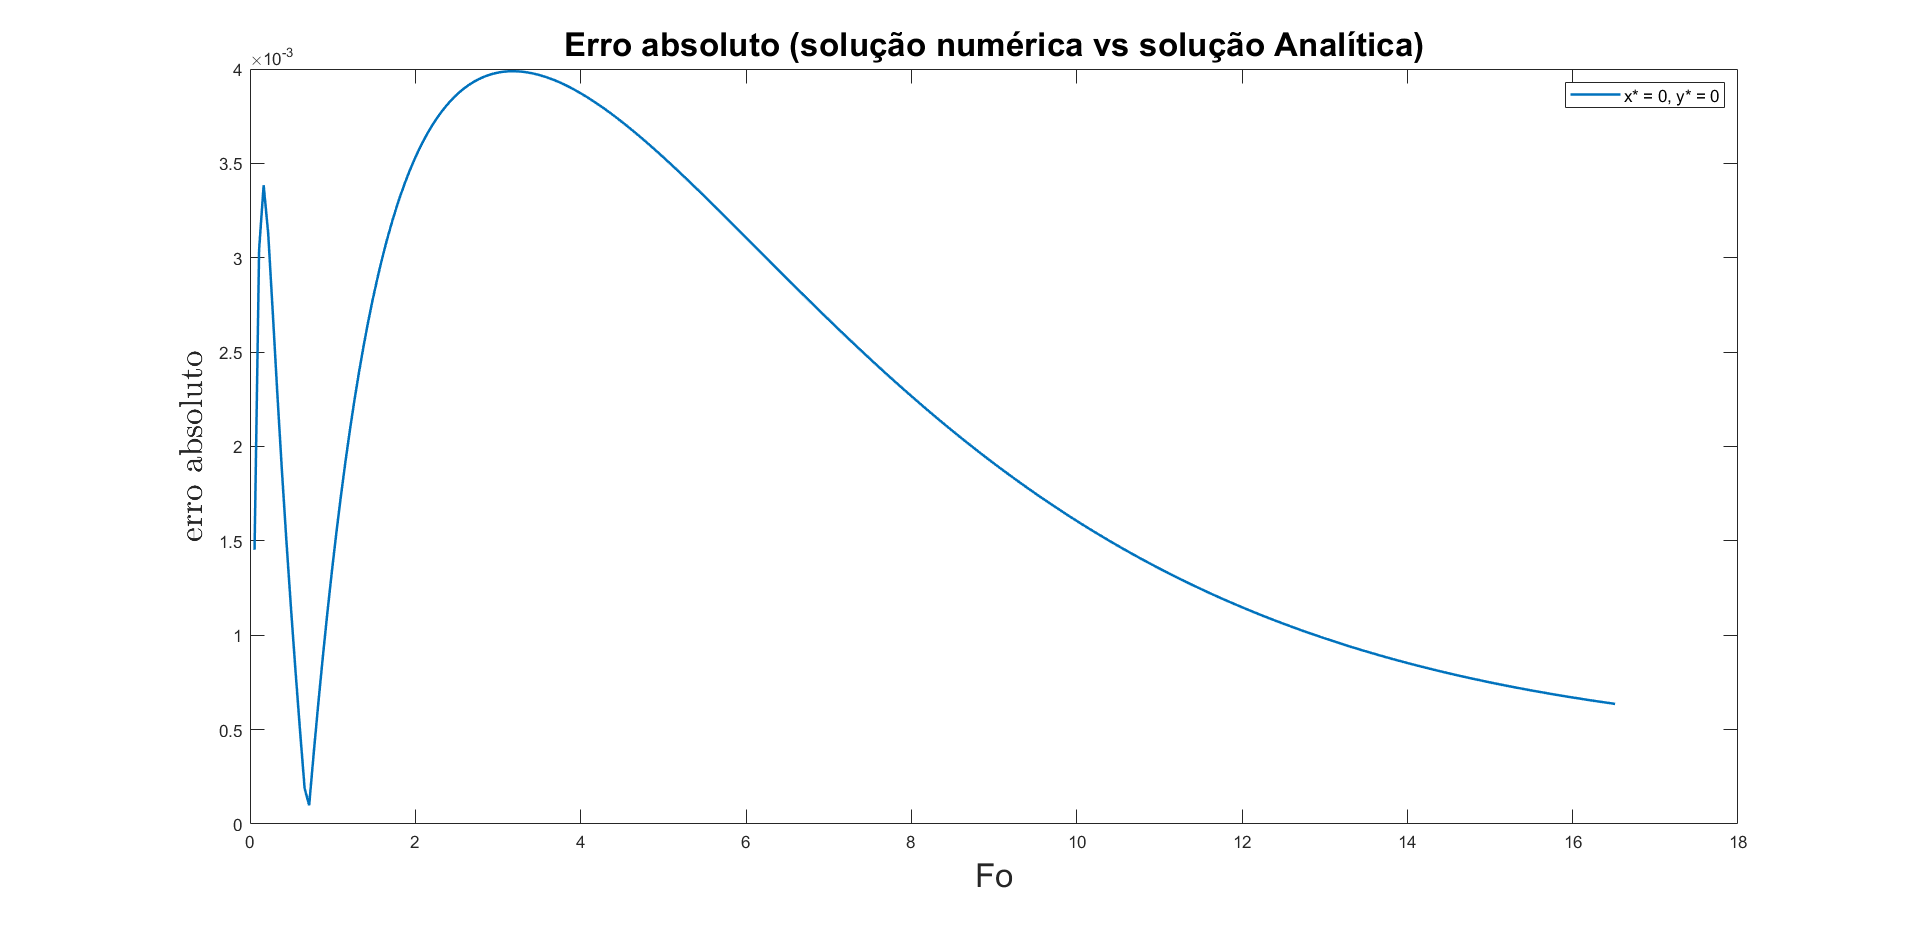 Erro absoluto (solução numérica vs solução Analítica)
×10-3
x* = 0, y* = 0
4
3.5
3
2.5
2
1.5
1
0.5
0
erro absoluto
0 2 4 6 8 10 12 14 16 18
Fo